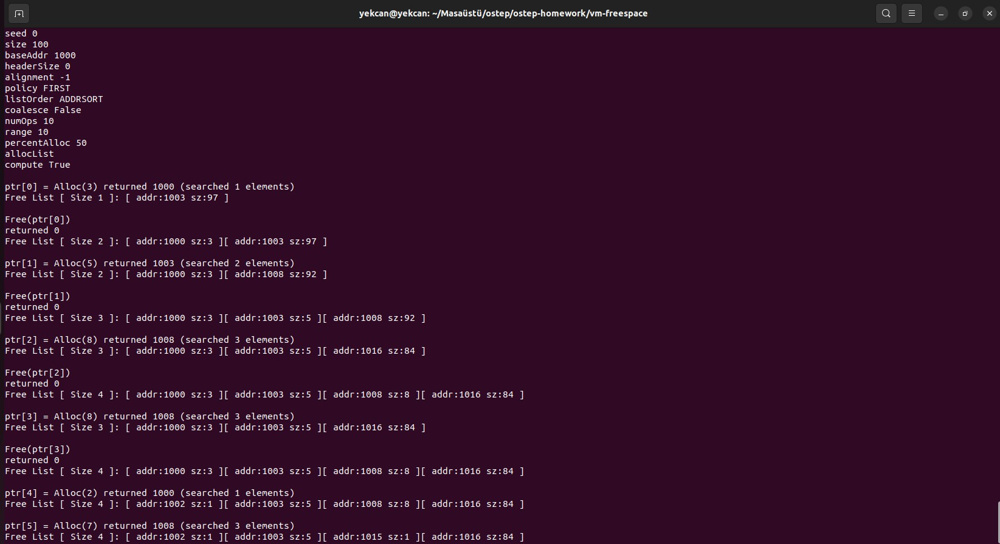 yekcan@yekcan: ~/Masaüstü/ostep/ostep-homework/vm-freespace
seed 0
size 100
baseAddr 1000
headerSize 0
alignment -1
policy FIRST
listOrder ADDRSORT
coalesce False
numOps 10
range 10
percentAlloc 50
allocList
compute True
ptr[0] = Alloc(3) returned 1000 (searched 1 elements)
Free List [ Size 1 ]: [ addr:1003 sz:97 ]
Free(ptr[0])
returned 0
Free List [ Size 2 ]: [ addr:1000 sz:3 ][ addr:1003 sz:97 ]
ptr[1] = Alloc(5) returned 1003 (searched 2 elements)
Free List [ Size 2 ]: [ addr:1000 sz:3 ][ addr:1008 sz:92 ]
Free(ptr[1])
returned 0
Free List [ Size 3 ]: [ addr:1000 sz:3 ][ addr:1003 sz:5 ][ addr:1008 sz:92 ]
ptr[2] = Alloc(8) returned 1008 (searched 3 elements)
Free List [ Size 3 ]: [ addr:1000 sz:3 ][ addr:1003 sz:5 ][ addr:1016 sz:84 ]
Free(ptr[2])
returned 0
Free List [ Size 4 ]: [ addr:1000 sz:3 ][ addr:1003 sz:5 ][ addr:1008 sz:8 ][ addr:1016 sz:84 ]
ptr[3] = Alloc(8) returned 1008 (searched 3 elements)
Free List [ Size 3 ]: [ addr:1000 sz:3 ][ addr:1003 sz:5 ][ addr:1016 sz:84 ]
Free(ptr[3])
returned 0
Free List [ Size 4 ]: [ addr:1000 sz:3 ][ addr:1003 sz:5 ][ addr:1008 sz:8 ][ addr:1016 sz:84 ]
ptr[4] = Alloc(2) returned 1000 (searched 1 elements)
Free List [ Size 4 ]: [ addr:1002 sz:1 ][ addr:1003 sz:5 ][ addr:1008 sz:8 ][ addr:1016 sz:84 ]
ptr[5] = Alloc(7) returned 1008 (searched 3 elements)
Free List [ Size 4 ]: [ addr:1002 sz:1 ][ addr:1003 sz:5 ][ addr:1015 sz:1 ][ addr:1016 sz:84 ]